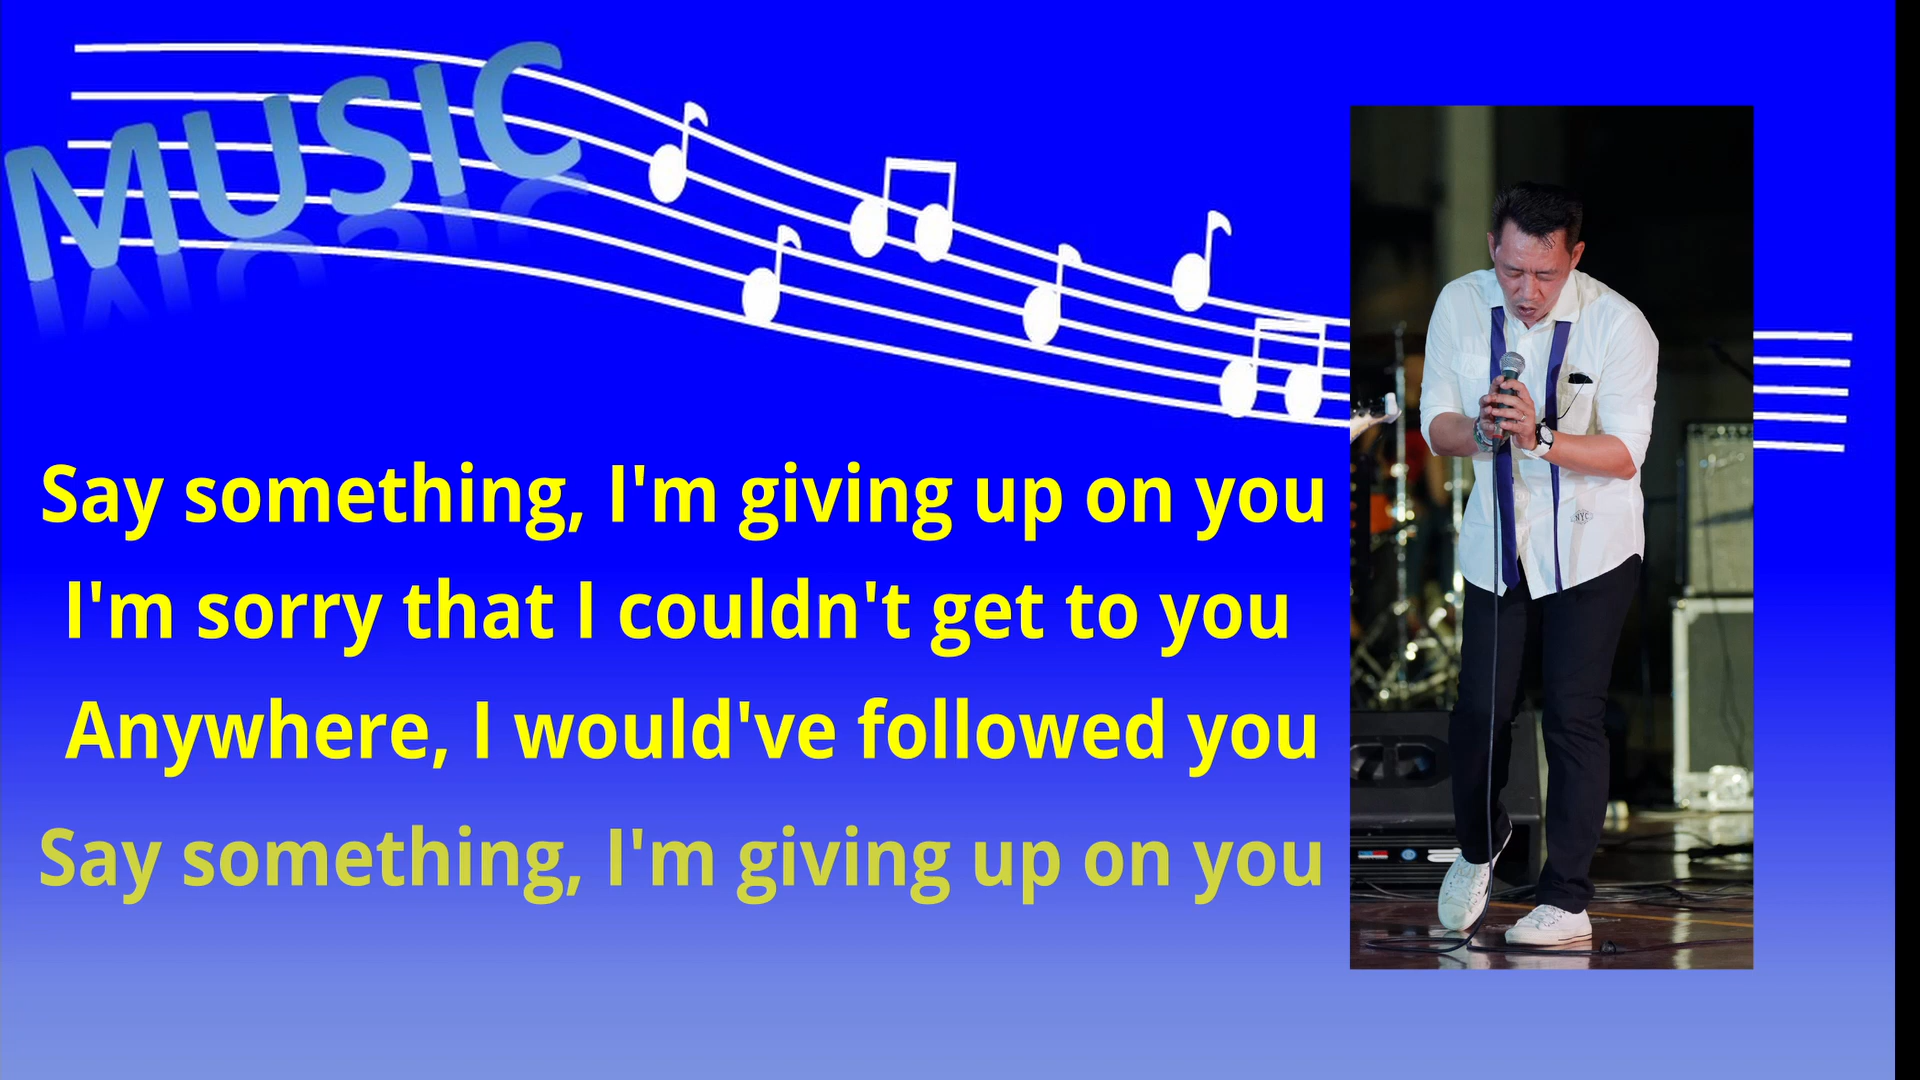 MUSIC
Say something, I'm giving up on you
I'm sorry that I couldn't get to you
Anywhere, I would've followed you
Say something, I'm giving up on you
NYC